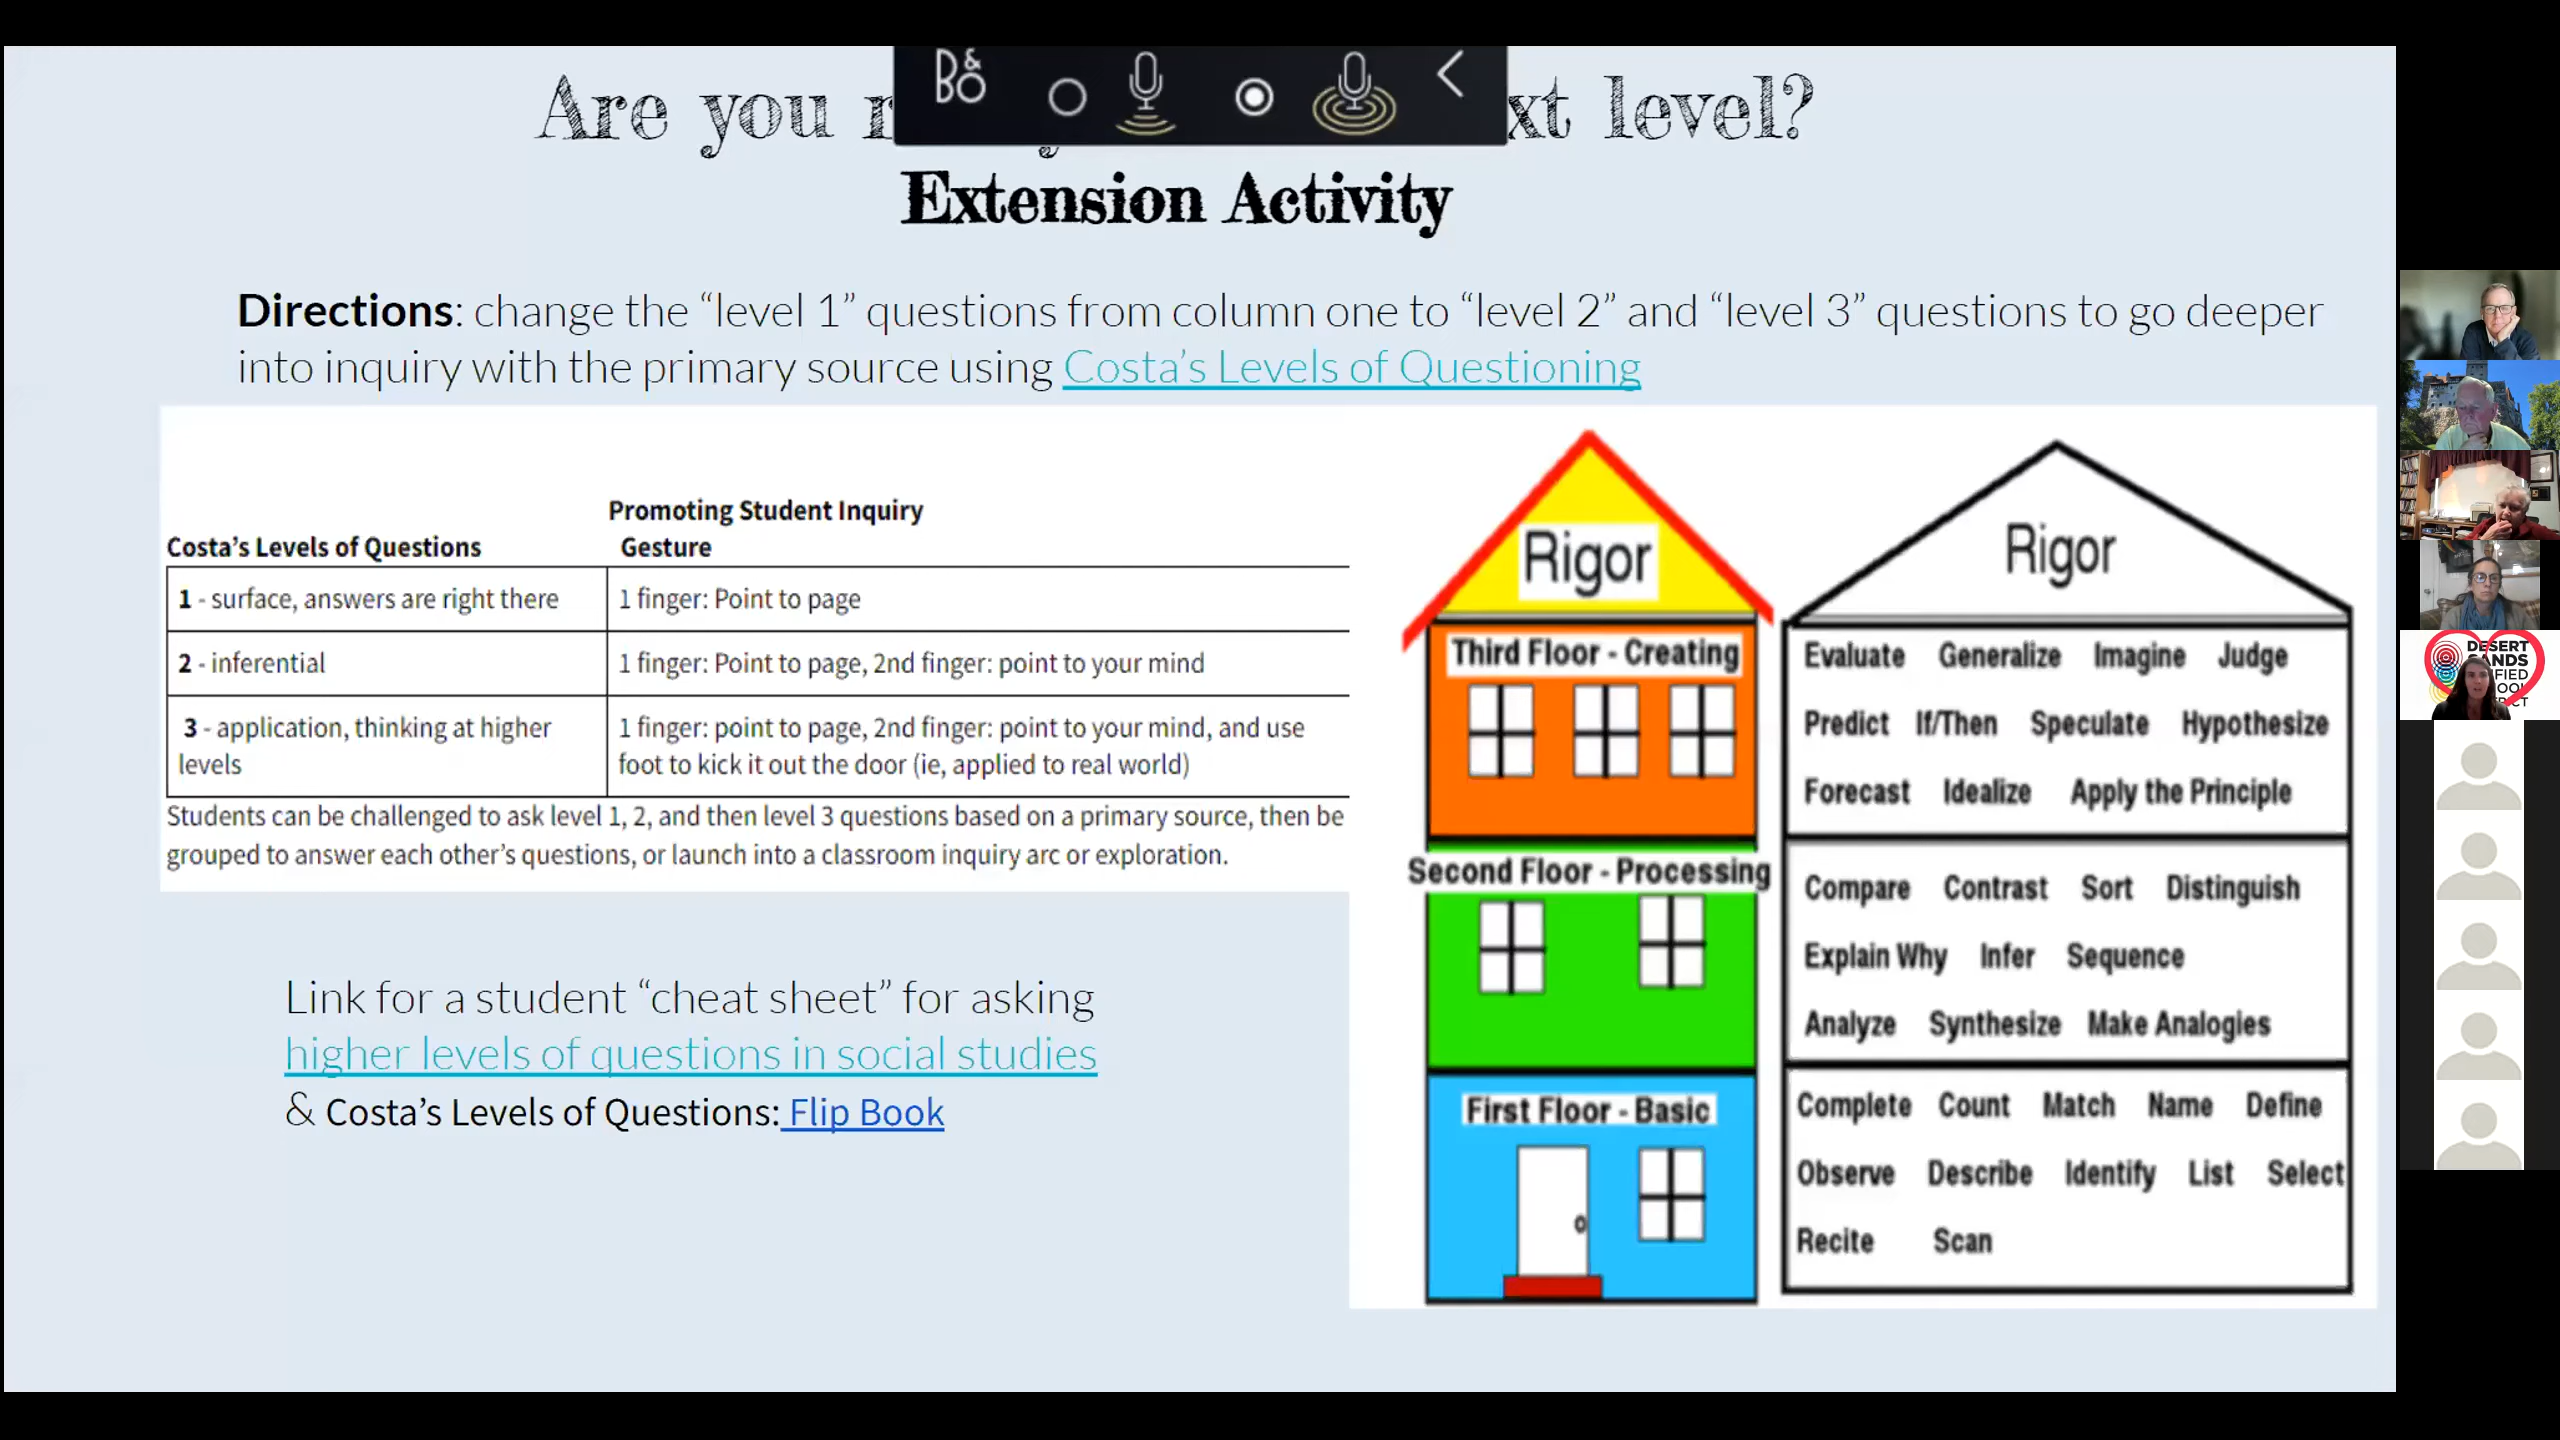 B&O
Are you r
xt level?
Extension Activity
Directions: change the “level 1” questions from column one to “level 2” and “level 3” questions to go deeper
into inquiry with the primary source using Costa’s Levels of Questioning
Promoting Student Inquiry
Costa’s Levels of Questions Gesture
1 - surface, answers are right there 1 finger: Point to page
2 - inferential 1 finger: Point to page, 2nd finger: point to your mind
3 - application, thinking at higher 1 finger: point to page, 2nd finger: point to your mind, and use
levels foot to kick it out the door (ie, applied to real world)
Students can be challenged to ask level 1, 2, and then level 3 questions based on a primary source, then be
grouped to answer each other’s questions, or launch into a classroom inquiry arc or exploration.
Link for a student “cheat sheet” for asking
higher levels of questions in social studies
& Costa’s Levels of Questions: Flip Book
Rigor
Third Floor - Creating
Second Floor - Processing
First Floor - Basic
Rigor
Evaluate Generalize Imagine Judge
Predict If/Then Speculate Hypothesize
Forecast Idealize Apply the Principle
Compare Contrast Sort Distinguish
Explain Why Infer Sequence
Analyze Synthesize Make Analogies
Complete Count Match Name Define
Observe Describe Identify List Select
Recite Scan
DESERT